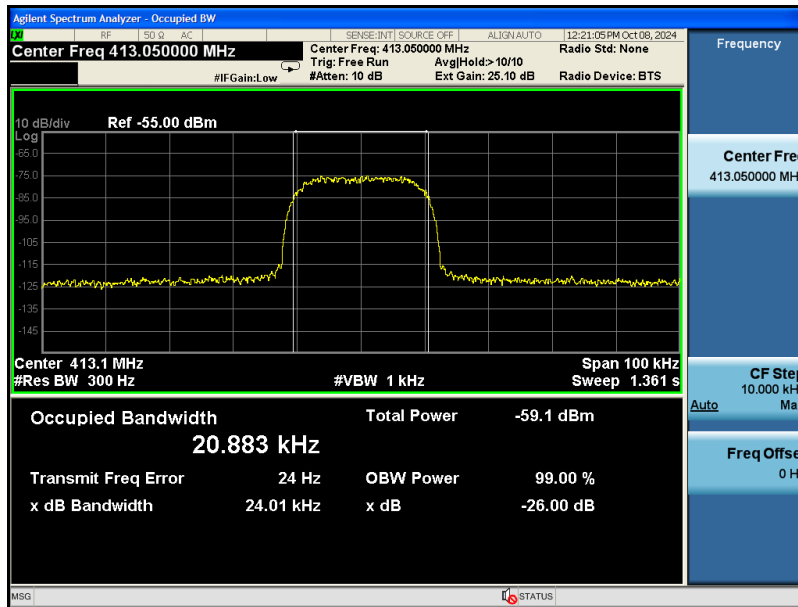 Agilent Spectrum Analyzer - Occupied BW
LXI
RF 50 Ω AC SENSE:INT SOURCE OFF ALIGN AUTO 12:21:05 PM Oct 08, 2024
Center Freq 413.050000 MHz
Center Freq: 413.050000 MHz Radio Std: None
Trig: Free Run Avg|Hold:>10/10
#IFGain:Low #Atten: 10 dB Ext Gain: 25.10 dB Radio Device: BTS
10 dB/div Ref -55.00 dBm
Log
-65.0
-75.0
-85.0
-95.0
-105
-115
-125
-135
-145
Center 413.1 MHz Span 100 kHz
#Res BW 300 Hz #VBW 1 kHz Sweep 1.361 s
Occupied Bandwidth Total Power -59.1 dBm
20.883 kHz
Transmit Freq Error 24 Hz OBW Power 99.00 %
x dB Bandwidth 24.01 kHz x dB -26.00 dB
MSG STATUS
Frequency
Center Fre
413.050000 MH
CF Step
10.000 kH
Auto Ma
Freq Offse
0 H